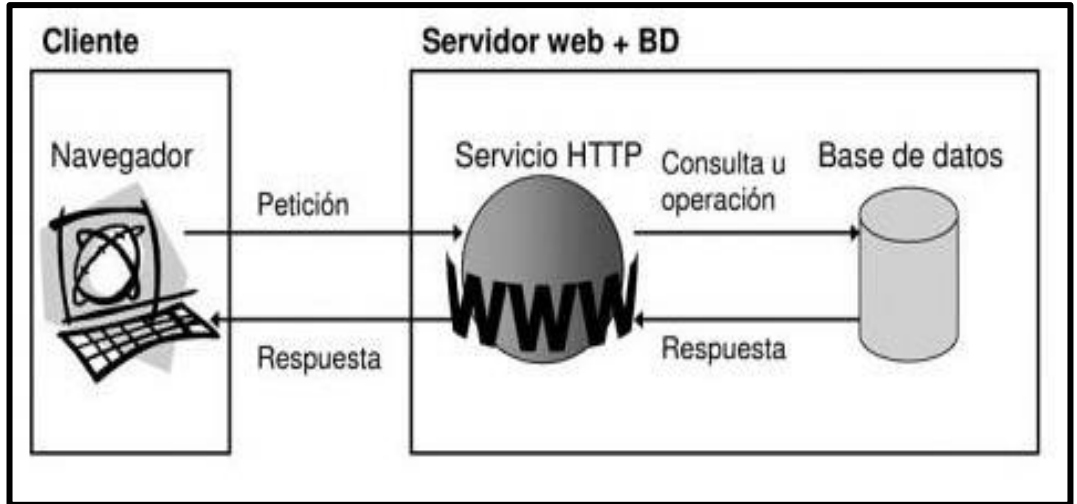 Cliente
Servidor web + BD
Navegador
Petición
Respuesta
Servicio HTTP
WWW
Consulta u
operación
Respuesta
Base de datos